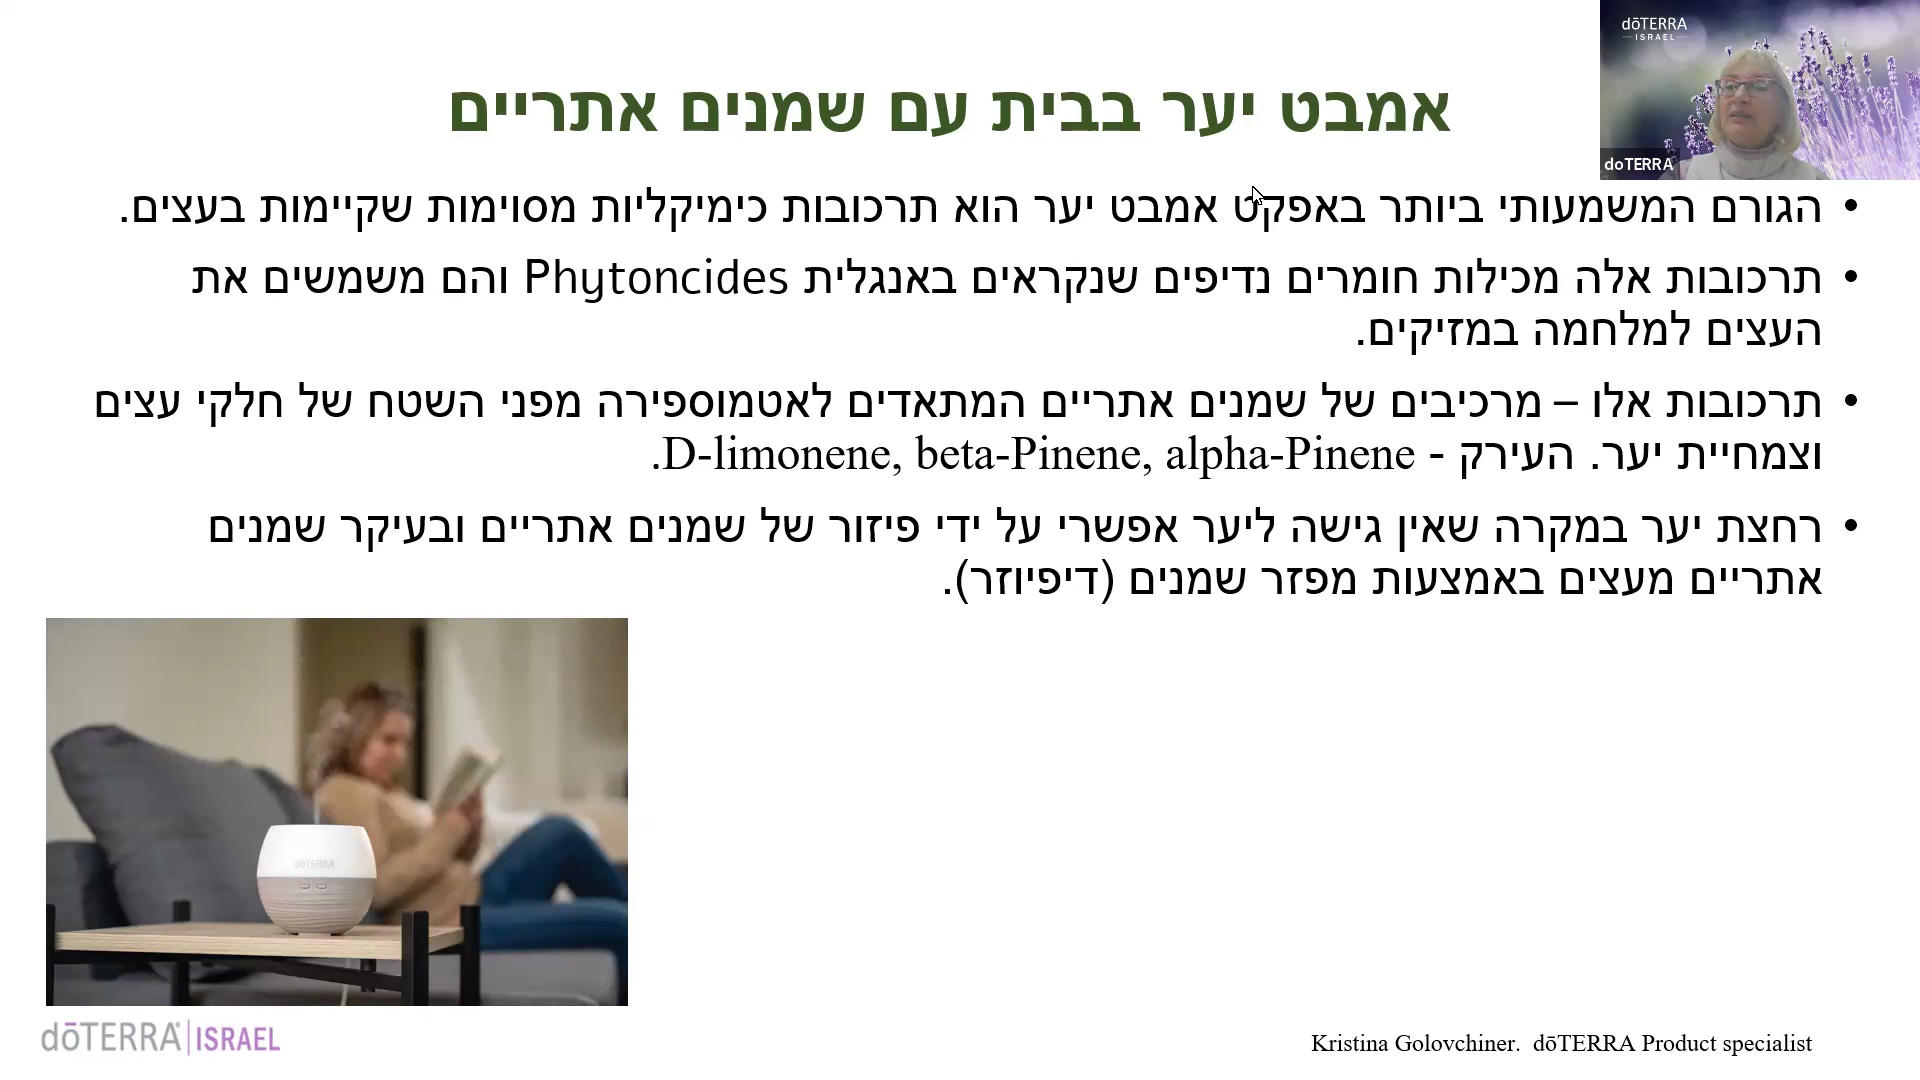 dōTERRA
ISRAEL
doTERRA
אמבט יער בבית עם שמנים אתריים
• הגורם המשמעותי ביותר באפקט אמבט יער הוא תרכובות כימיקליות מסוימות שקיימות בעצים.
• תרכובות אלה מכילות חומרים נדיפים שנקראים באנגלית Phytoncides והם משמשים את
העצים למלחמה במזיקים.
• תרכובות אלו – מרכיבים של שמנים אתריים המתאדים לאטמוספירה מפני השטח של חלקי עצים
וצמחיית יער. העירק - D-limonene, beta-Pinene, alpha-Pinene.
• רחצת יער במקרה שאין גישה ליער אפשרי על ידי פיזור של שמנים אתריים ובעיקר שמנים
אתריים מעצים באמצעות מפזר שמנים (דיפיוזר).
dōTERRA
dōTERRA | ISRAEL
Kristina Golovchiner. dōTERRA Product specialist